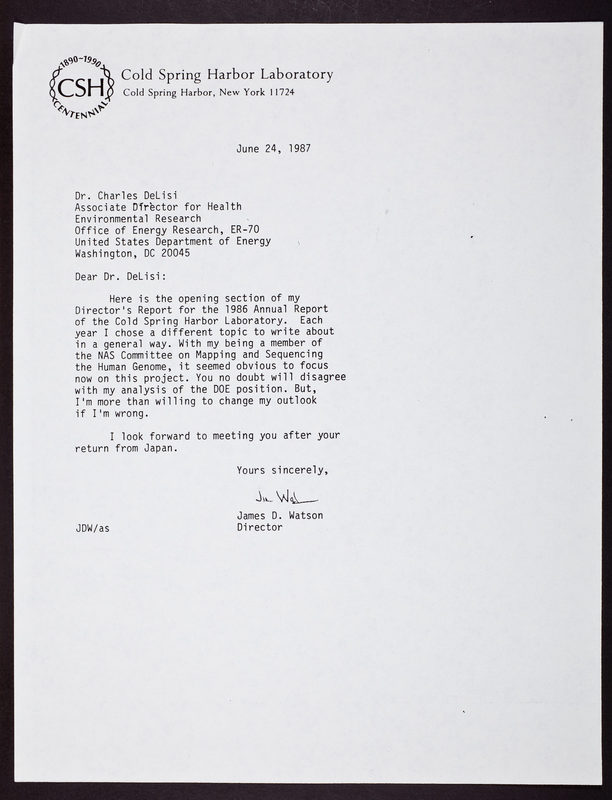 1890-1990
CSH
CENTENNIAL
Cold Spring Harbor Laboratory
Cold Spring Harbor, New York 11724
June 24, 1987
Dr. Charles DeLisi
Associate Director for Health
Environmental Research
Office of Energy Research, ER-70
United States Department of Energy
Washington, DC 20045
Dear Dr. DeLisi:
Here is the opening section of my
Director's Report for the 1986 Annual Report
of the Cold Spring Harbor Laboratory. Each
year I chose a different topic to write about
in a general way. With my being a member of
the NAS Committee on Mapping and Sequencing
the Human Genome, it seemed obvious to focus
now on this project. You no doubt will disagree
with my analysis of the DOE position. But,
I'm more than willing to change my outlook
if I'm wrong.
I look forward to meeting you after your
return from Japan.
Yours sincerely,
James D. Watson
JDW/as Director